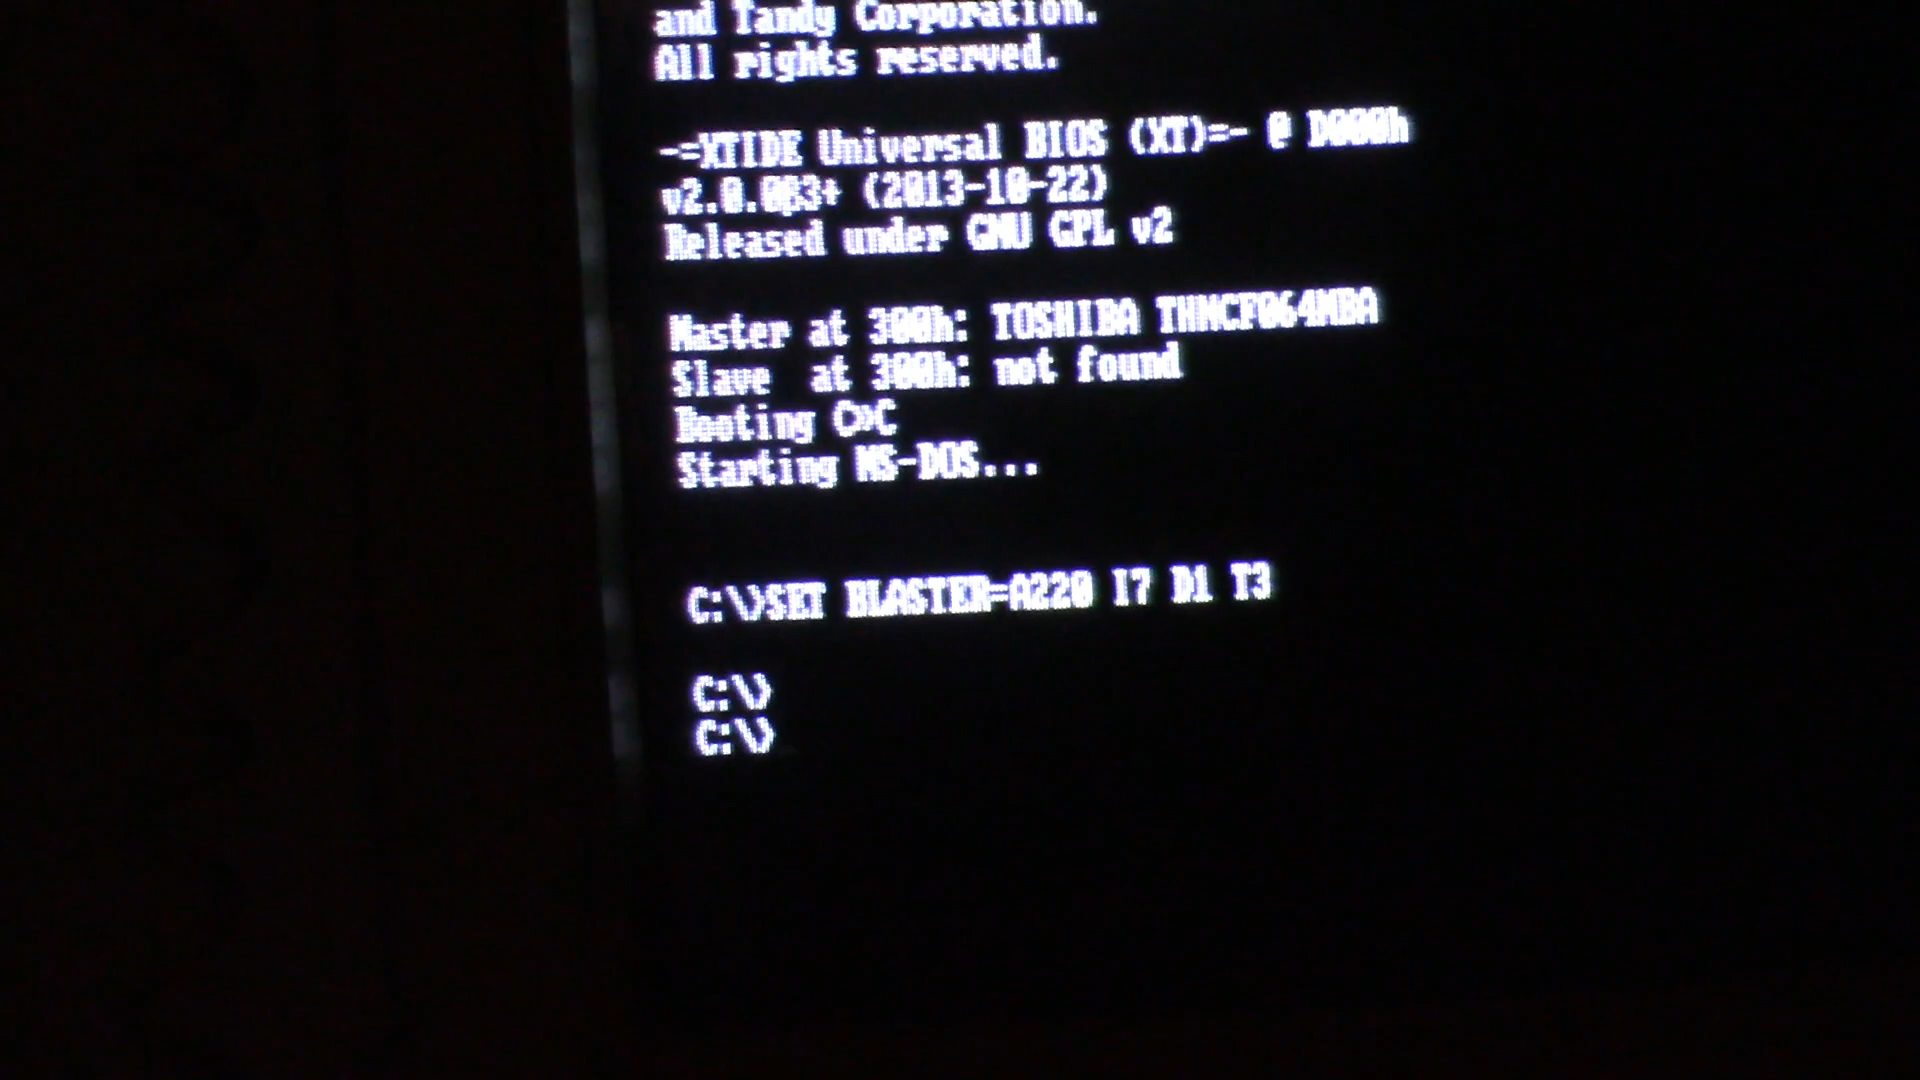 and Tandy Corporation.
All rights reserved.
-=XTIDE Universal BIOS (XT)=- @ D000h
v2.0.0β3+ (2013-10-22)
Released under GNU GPL v2
Master at 300h: TOSHIBA THNCF064MBA
Slave  at 300h: not found
Booting C»C
Starting MS-DOS...
C:\>SET BLASTER=A220 I7 D1 T3
C:\>
C:\>